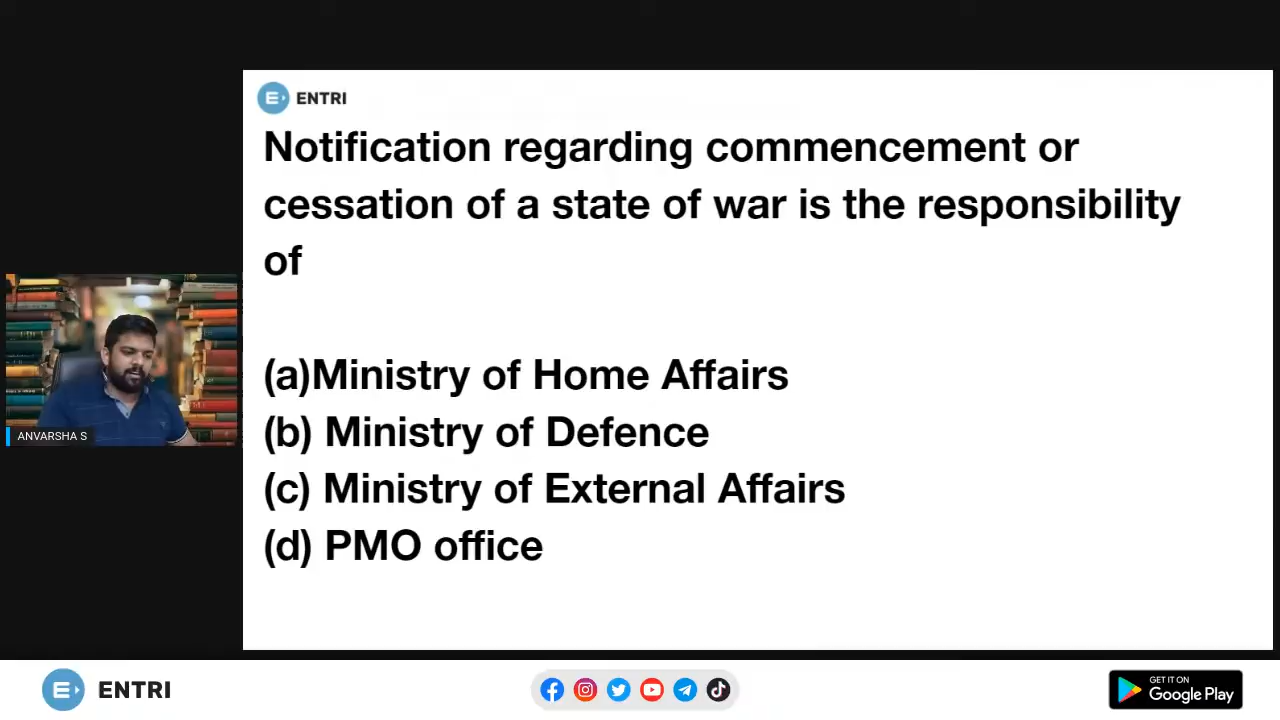 ENTRI
Notification regarding commencement or
cessation of a state of war is the responsibility
of
(a)Ministry of Home Affairs
(b) Ministry of Defence
(c) Ministry of External Affairs
(d) PMO office
ANVARSHA S
ENTRI
GET IT ON
Google Play